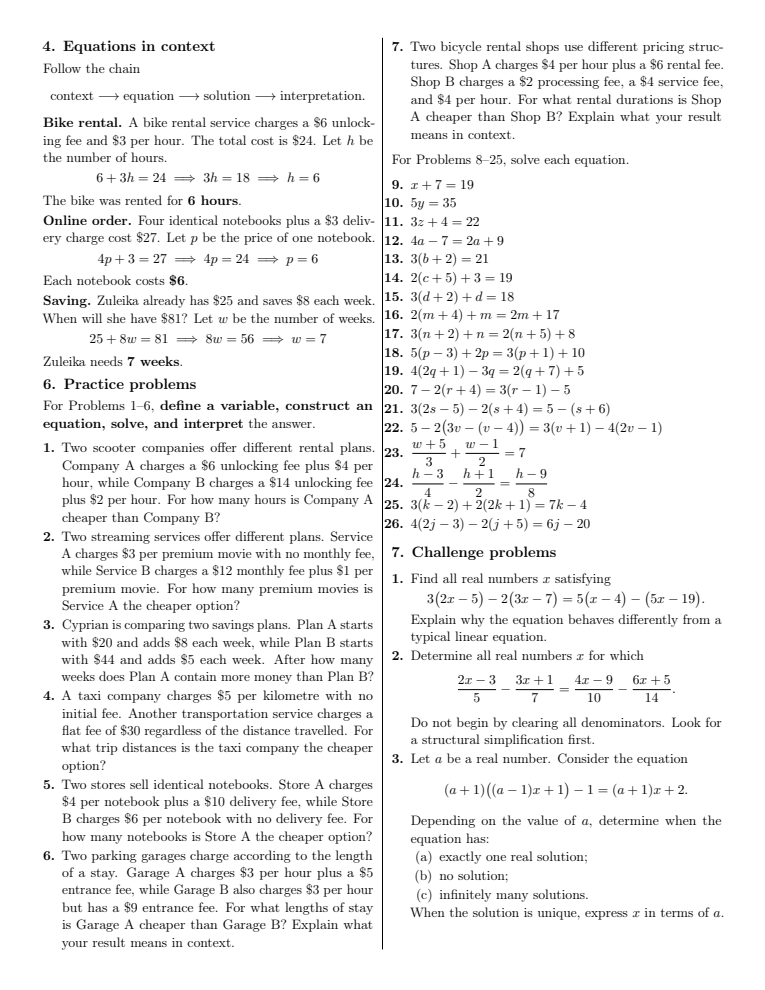 4. Equations in context
Follow the chain
context ⟶ equation ⟶ solution ⟶ interpretation.
Bike rental. A bike rental service charges a $6 unlock-
ing fee and $3 per hour. The total cost is $24. Let h be
the number of hours.
6 + 3h = 24 ⟹ 3h = 18 ⟹ h = 6
The bike was rented for 6 hours.
Online order. Four identical notebooks plus a $3 deliv-
ery charge cost $27. Let p be the price of one notebook.
4p + 3 = 27 ⟹ 4p = 24 ⟹ p = 6
Each notebook costs $6.
Saving. Zuleika already has $25 and saves $8 each week.
When will she have $81? Let w be the number of weeks.
25 + 8w = 81 ⟹ 8w = 56 ⟹ w = 7
Zuleika needs 7 weeks.
6. Practice problems
For Problems 1–6, define a variable, construct an
equation, solve, and interpret the answer.
1. Two scooter companies offer different rental plans.
Company A charges a $6 unlocking fee plus $4 per
hour, while Company B charges a $14 unlocking fee
plus $2 per hour. For how many hours is Company A
cheaper than Company B?
2. Two streaming services offer different plans. Service
A charges $3 per premium movie with no monthly fee,
while Service B charges a $12 monthly fee plus $1 per
premium movie. For how many premium movies is
Service A the cheaper option?
3. Cyprian is comparing two savings plans. Plan A starts
with $20 and adds $8 each week, while Plan B starts
with $44 and adds $5 each week. After how many
weeks does Plan A contain more money than Plan B?
4. A taxi company charges $5 per kilometre with no
initial fee. Another transportation service charges a
flat fee of $30 regardless of the distance travelled. For
what trip distances is the taxi company the cheaper
option?
5. Two stores sell identical notebooks. Store A charges
$4 per notebook plus a $10 delivery fee, while Store
B charges $6 per notebook with no delivery fee. For
how many notebooks is Store A the cheaper option?
6. Two parking garages charge according to the length
of a stay. Garage A charges $3 per hour plus a $5
entrance fee, while Garage B also charges $3 per hour
but has a $9 entrance fee. For what lengths of stay
is Garage A cheaper than Garage B? Explain what
your result means in context.
7. Two bicycle rental shops use different pricing struc-
tures. Shop A charges $4 per hour plus a $6 rental fee.
Shop B charges a $2 processing fee, a $4 service fee,
and $4 per hour. For what rental durations is Shop
A cheaper than Shop B? Explain what your result
means in context.
For Problems 8–25, solve each equation.
9. x + 7 = 19
10. 5y = 35
11. 3z + 4 = 22
12. 4a − 7 = 2a + 9
13. 3(b + 2) = 21
14. 2(c + 5) + 3 = 19
15. 3(d + 2) + d = 18
16. 2(m + 4) + m = 2m + 17
17. 3(n + 2) + n = 2(n + 5) + 8
18. 5(p − 3) + 2p = 3(p + 1) + 10
19. 4(2q + 1) − 3q = 2(q + 7) + 5
20. 7 − 2(r + 4) = 3(r − 1) − 5
21. 3(2s − 5) − 2(s + 4) = 5 − (s + 6)
22. 5 − 2(3v − (v − 4)) = 3(v + 1) − 4(2v − 1)
23. (w + 5)/3 + (w − 1)/2 = 7
24. (h − 3)/4 − (h + 1)/2 = (h − 9)/8
25. 3(k − 2) + 2(2k + 1) = 7k − 4
26. 4(2j − 3) − 2(j + 5) = 6j − 20
7. Challenge problems
1. Find all real numbers x satisfying
3(2x − 5) − 2(3x − 7) = 5(x − 4) − (5x − 19).
Explain why the equation behaves differently from a
typical linear equation.
2. Determine all real numbers x for which
(2x − 3)/5 − (3x + 1)/7 = (4x − 9)/10 − (6x + 5)/14.
Do not begin by clearing all denominators. Look for
a structural simplification first.
3. Let a be a real number. Consider the equation
(a + 1)((a − 1)x + 1) − 1 = (a + 1)x + 2.
Depending on the value of a, determine when the
equation has:
(a) exactly one real solution;
(b) no solution;
(c) infinitely many solutions.
When the solution is unique, express x in terms of a.